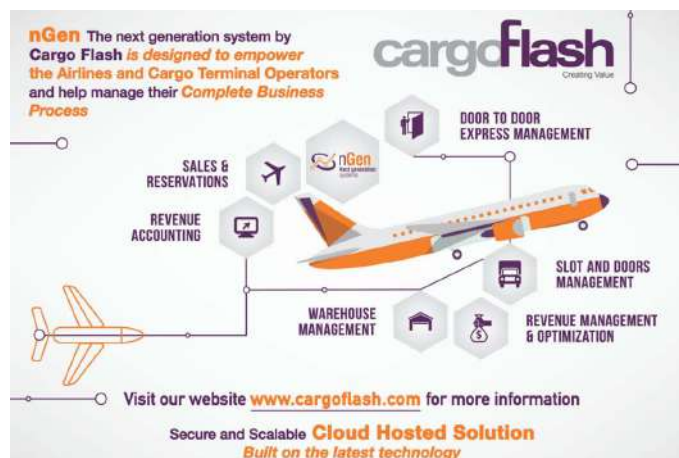 nGen The next generation system by
Cargo Flash is designed to empower
the Airlines and Cargo Terminal Operators
and help manage their Complete Business
Process
cargoflash
Creating Value
DOOR TO DOOR
EXPRESS MANAGEMENT
nGen
Next generation
systems
SALES &
RESERVATIONS
REVENUE
ACCOUNTING
SLOT AND DOORS
MANAGEMENT
WAREHOUSE
MANAGEMENT
REVENUE MANAGEMENT
& OPTIMIZATION
Visit our website www.cargoflash.com for more information
Secure and Scalable Cloud Hosted Solution
Built on the latest technology